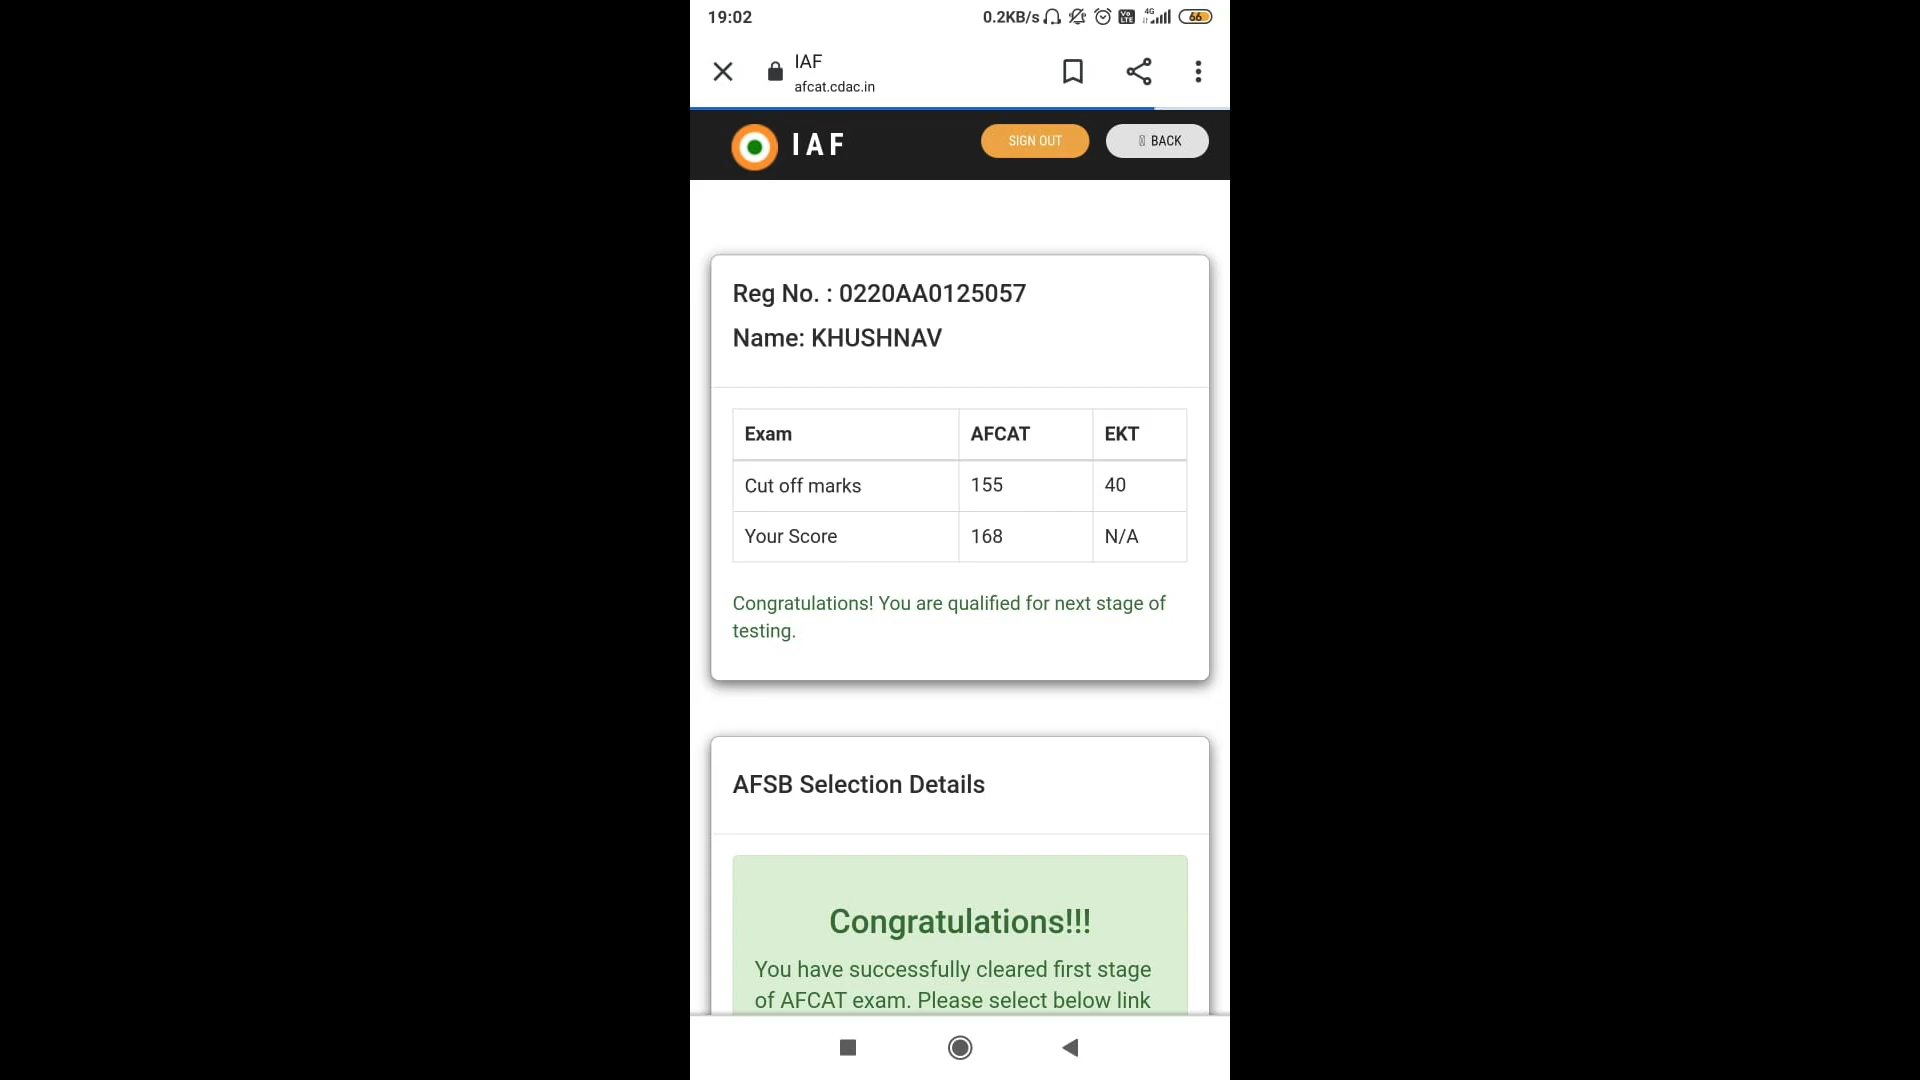 19:02 0.2KB/s 4G 66
IAF
afcat.cdac.in
IAF SIGN OUT BACK
Reg No. : 0220AA0125057
Name: KHUSHNAV
Exam AFCAT EKT
Cut off marks 155 40
Your Score 168 N/A
Congratulations! You are qualified for next stage of
testing.
AFSB Selection Details
Congratulations!!!
You have successfully cleared first stage
of AFCAT exam. Please select below link